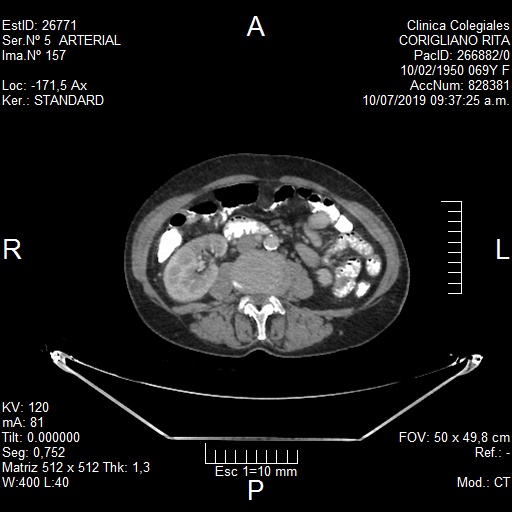 EstID: 26771
Ser.Nº 5 ARTERIAL
Ima.Nº 157
Loc: -171,5 Ax
Ker.: STANDARD
A
Clinica Colegiales
CORIGLIANO RITA
PacID: 266882/0
10/02/1950 069Y F
AccNum: 828381
10/07/2019 09:37:25 a.m.
R
L
KV: 120
mA: 81
Tilt: 0.000000
Seg: 0,752
Matriz 512 x 512 Thk: 1,3
W:400 L:40
Esc 1=10 mm
P
FOV: 50 x 49,8 cm
Ref.: -
Mod.: CT